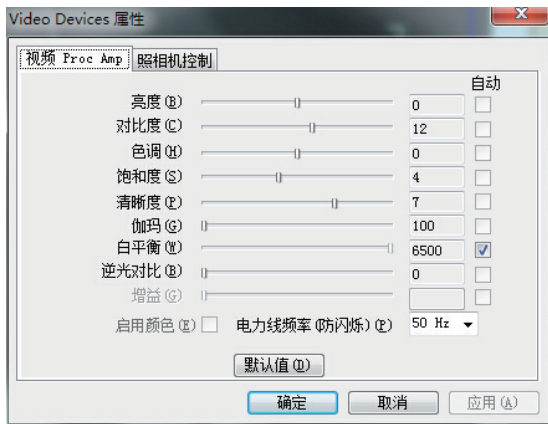 Video Devices 属性
视频 Proc Amp 照相机控制
自动
亮度(B) 0
对比度(C) 12
色调(H) 0
饱和度(S) 4
清晰度(P) 7
伽玛(G) 100
白平衡(W) 6500
逆光对比(B) 0
增益(G)
启用颜色(E) 电力线频率(防闪烁)(P) 50 Hz
默认值(D)
确定 取消 应用(A)